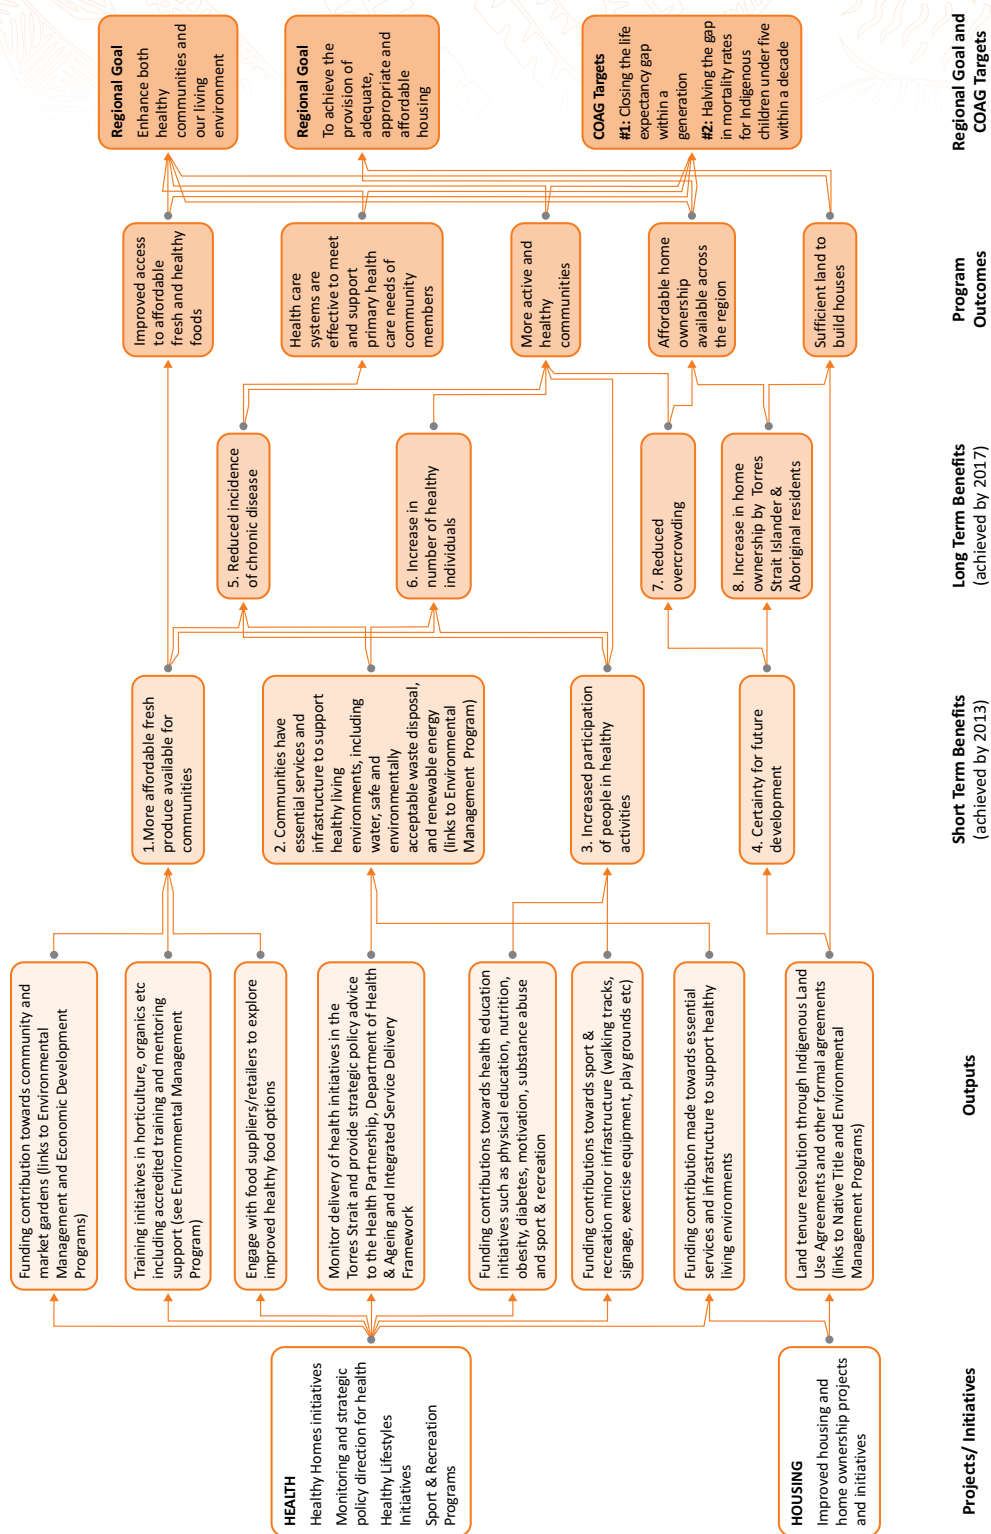 HEALTH
Healthy Homes initiatives
Monitoring and strategic
policy direction for health
Healthy Lifestyles
Initiatives
Sport & Recreation
Programs
HOUSING
Improved housing and
home ownership projects
and initiatives
Projects/ Initiatives
Funding contribution towards community and
market gardens (links to Environmental
Management and Economic Development
Programs)
Training initiatives in horticulture, organics etc
including accredited training and mentoring
support (see Environmental Management
Program)
Engage with food suppliers/retailers to explore
improved healthy food options
Monitor delivery of health initiatives in the
Torres Strait and provide strategic policy advice
to the Health Partnership, Department of Health
& Ageing and Integrated Service Delivery
Framework
Funding contributions towards health education
initiatives such as physical education, nutrition,
obesity, diabetes, motivation, substance abuse
and sport & recreation
Funding contributions towards sport &
recreation minor infrastructure (walking tracks,
signage, exercise equipment, play grounds etc)
Funding contribution made towards essential
services and infrastructure to support healthy
living environments
Land tenure resolution through Indigenous Land
Use Agreements and other formal agreements
(links to Native Title and Environmental
Management Programs)
Outputs
1.More affordable fresh
produce available for
communities
2. Communities have
essential services and
infrastructure to support
healthy living
environments, including
water, safe and
environmentally
acceptable waste disposal,
and renewable energy
(links to Environmental
Management Program)
3. Increased participation
of people in healthy
activities
4. Certainty for future
development
Short Term Benefits
(achieved by 2013)
5. Reduced incidence
of chronic disease
6. Increase in
number of healthy
individuals
7. Reduced
overcrowding
8. Increase in home
ownership by Torres
Strait Islander &
Aboriginal residents
Long Term Benefits
(achieved by 2017)
Improved access
to affordable
fresh and healthy
foods
Health care
systems are
effective to meet
and support
primary health
care needs of
community
members
More active and
healthy
communities
Affordable home
ownership
available across
the region
Sufficient land to
build houses
Program
Outcomes
Regional Goal
Enhance both
healthy
communities and
our living
environment
Regional Goal
To achieve the
provision of
adequate,
appropriate and
affordable
housing
COAG Targets
#1: Closing the life
expectancy gap
within a
generation
#2: Halving the gap
in mortality rates
for Indigenous
children under five
within a decade
Regional Goal and
COAG Targets